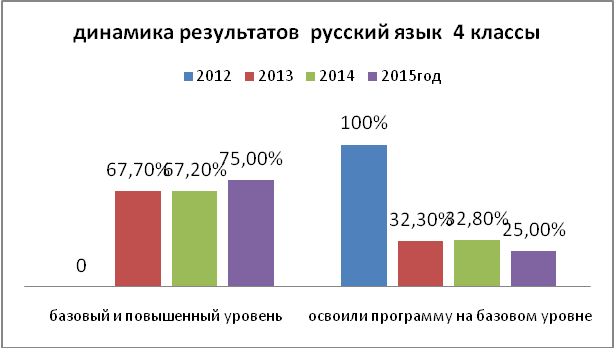 динамика результатов русский язык 4 классы
2012 2013 2014 2015год
100%
75,00%
67,70% 67,20%
32,30% 32,80%
25,00%
0
базовый и повышенный уровень освоили программу на базовом уровне